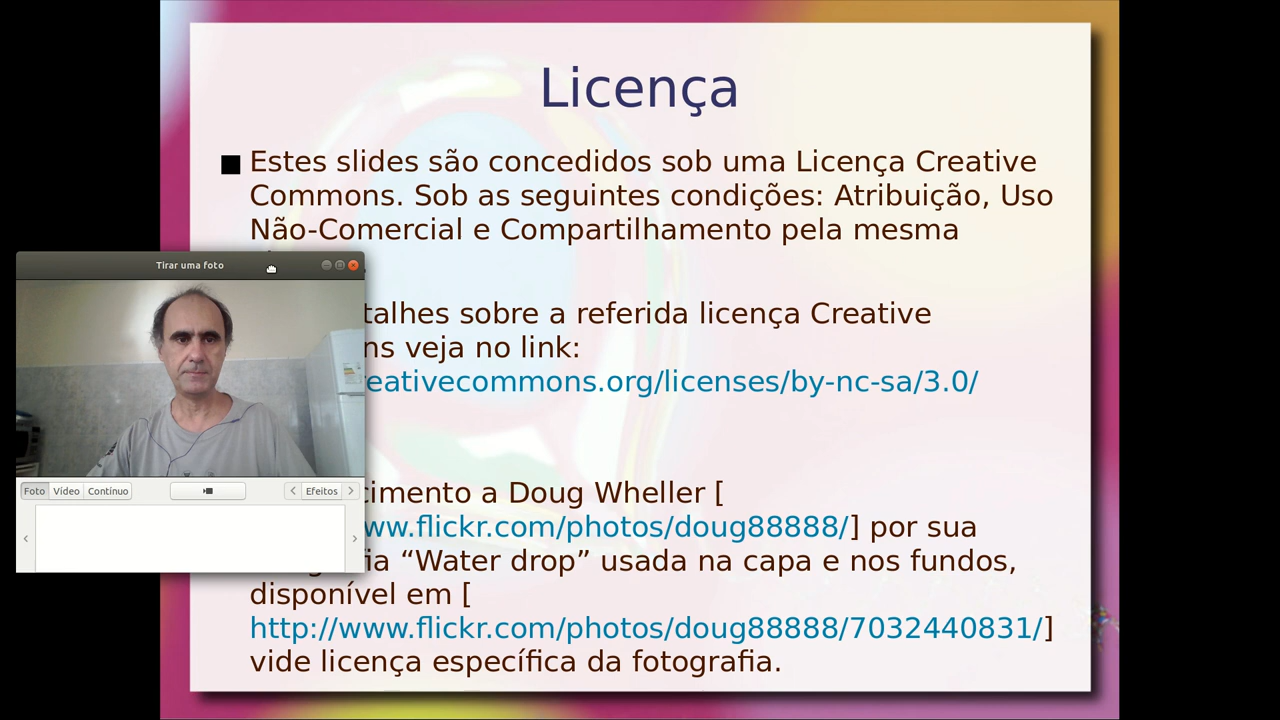 Licença
Estes slides são concedidos sob uma Licença Creative
Commons. Sob as seguintes condições: Atribuição, Uso
Não-Comercial e Compartilhamento pela mesma
Tirar uma foto
talhes sobre a referida licença Creative
ns veja no link:
reativecommons.org/licenses/by-nc-sa/3.0/
Foto Vídeo Contínuo Efeitos
cimento a Doug Wheller [
ww.flickr.com/photos/doug88888/] por sua
ia “Water drop” usada na capa e nos fundos,
disponível em [
http://www.flickr.com/photos/doug88888/7032440831/]
vide licença específica da fotografia.